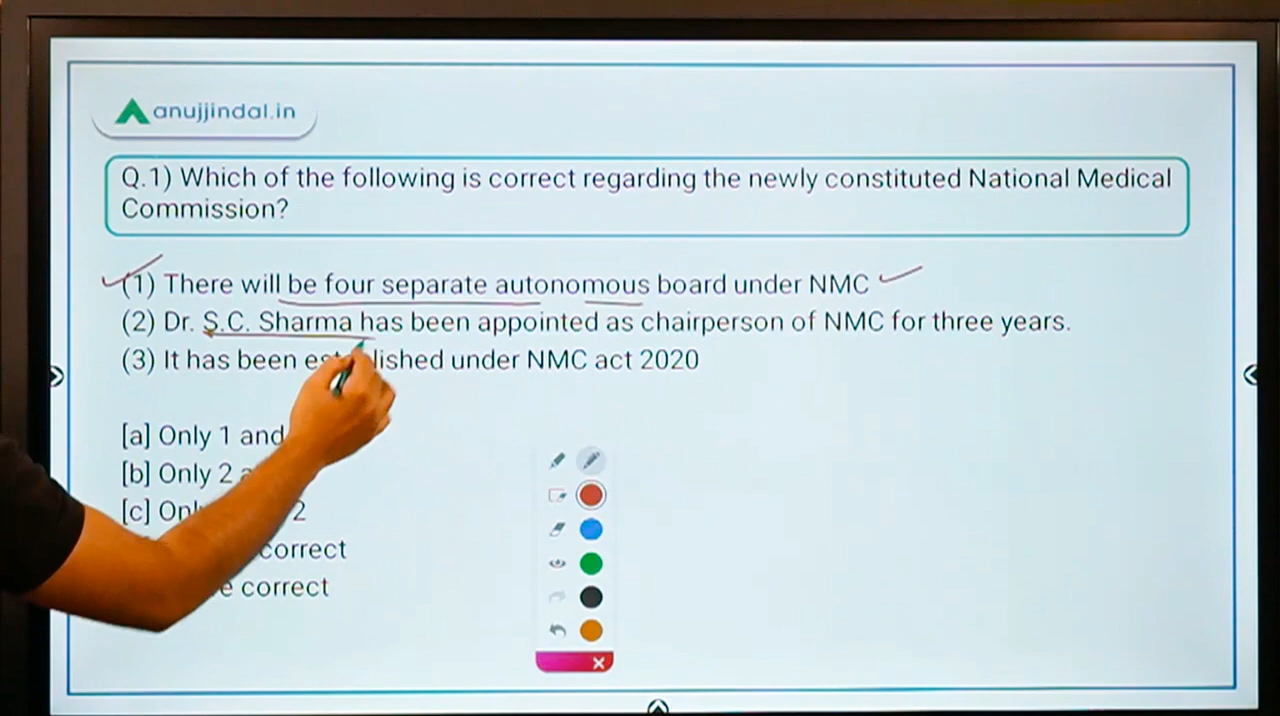 anujjindal.in
Q.1) Which of the following is correct regarding the newly constituted National Medical
Commission?
(1) There will be four separate autonomous board under NMC
(2) Dr. S.C. Sharma has been appointed as chairperson of NMC for three years.
(3) It has been established under NMC act 2020
[a] Only 1 and
[b] Only 2
[c] 2
correct
correct